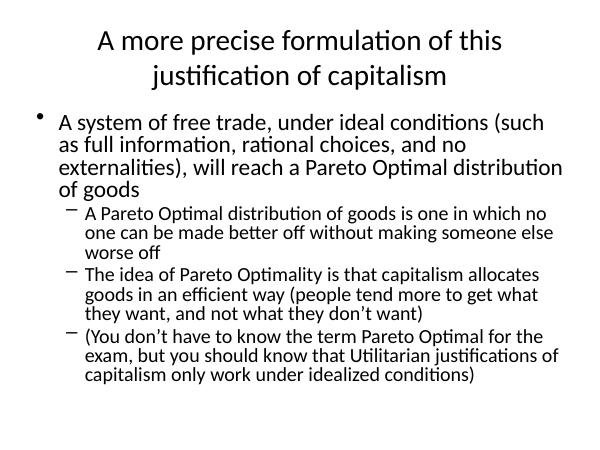 A more precise formulation of this
justification of capitalism
• A system of free trade, under ideal conditions (such
as full information, rational choices, and no
externalities), will reach a Pareto Optimal distribution
of goods
– A Pareto Optimal distribution of goods is one in which no
one can be made better off without making someone else
worse off
– The idea of Pareto Optimality is that capitalism allocates
goods in an efficient way (people tend more to get what
they want, and not what they don’t want)
– (You don’t have to know the term Pareto Optimal for the
exam, but you should know that Utilitarian justifications of
capitalism only work under idealized conditions)